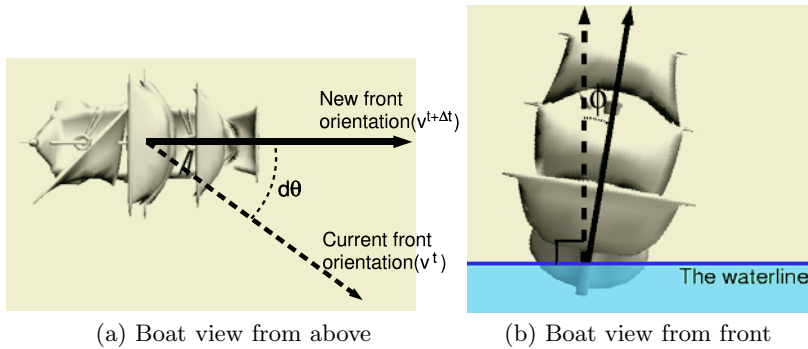 New front
orientation(v^t+Δt)
dθ
Current front
orientation(v^t)
(a) Boat view from above
ϕ
The waterline
(b) Boat view from front